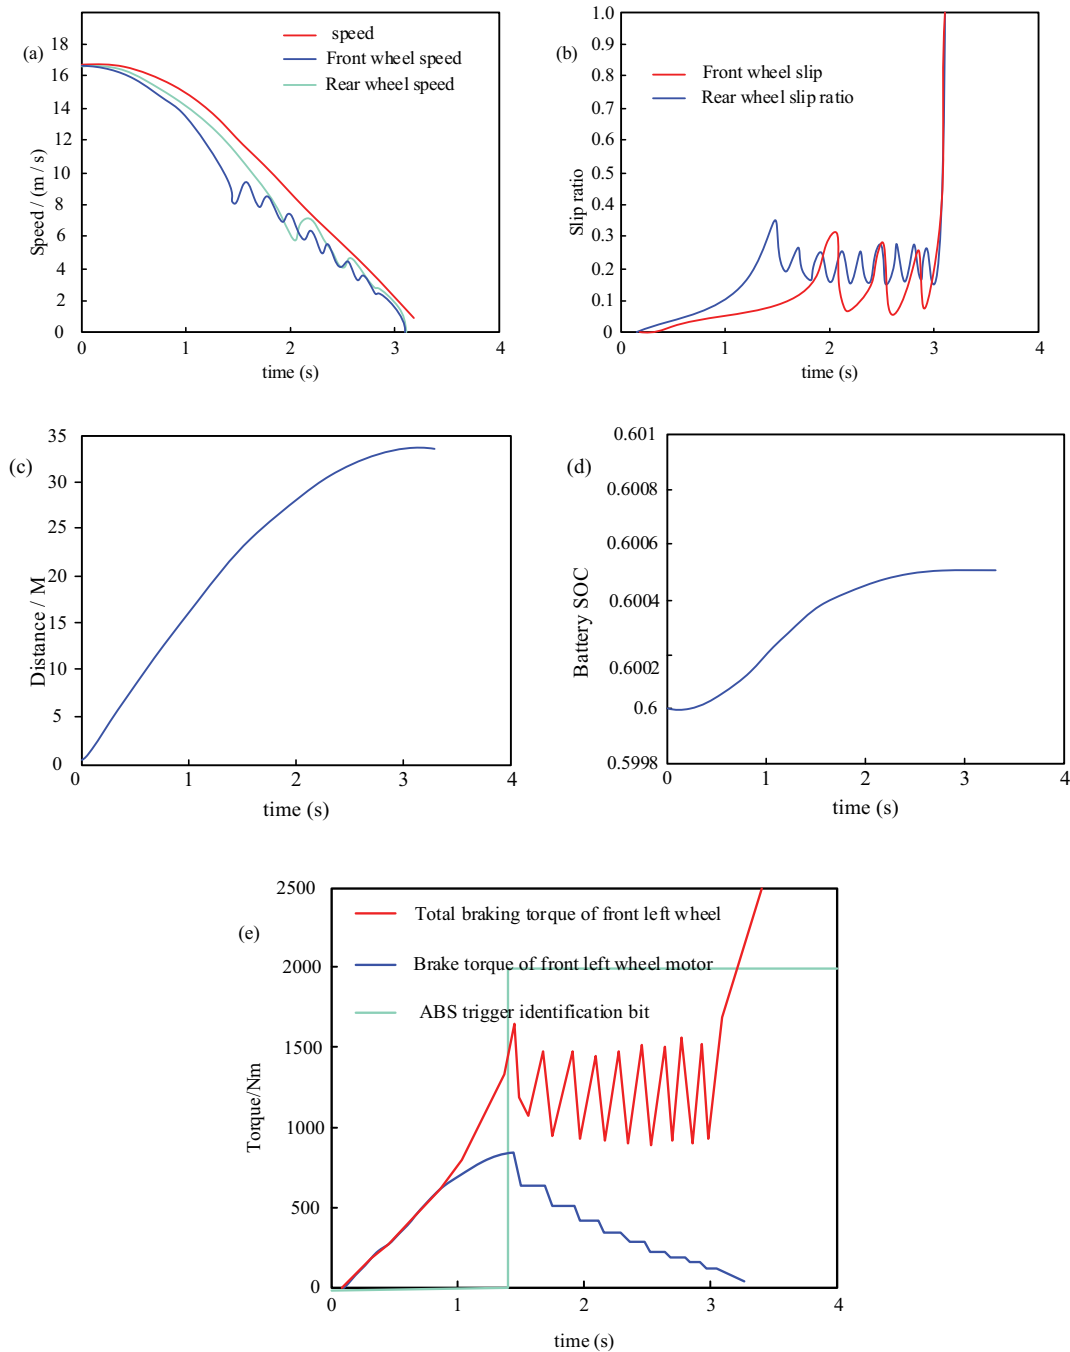 (a)
speed
Front wheel speed
Rear wheel speed
18
16
14
12
10
8
6
4
2
0
Speed / (m / s)
0 1 2 3 4
time (s)
(b)
Front wheel slip
Rear wheel slip ratio
1.0
0.9
0.8
0.7
0.6
0.5
0.4
0.3
0.2
0.1
0
Slip ratio
0 1 2 3 4
time (s)
(c)
35
30
25
20
15
10
5
0
Distance / M
0 1 2 3 4
time (s)
(d)
0.601
0.6008
0.6006
0.6004
0.6002
0.6
0.5998
Battery SOC
0 1 2 3 4
time (s)
(e)
Total braking torque of front left wheel
Brake torque of front left wheel motor
ABS trigger identification bit
2500
2000
1500
1000
500
0
Torque/Nm
0 1 2 3 4
time (s)